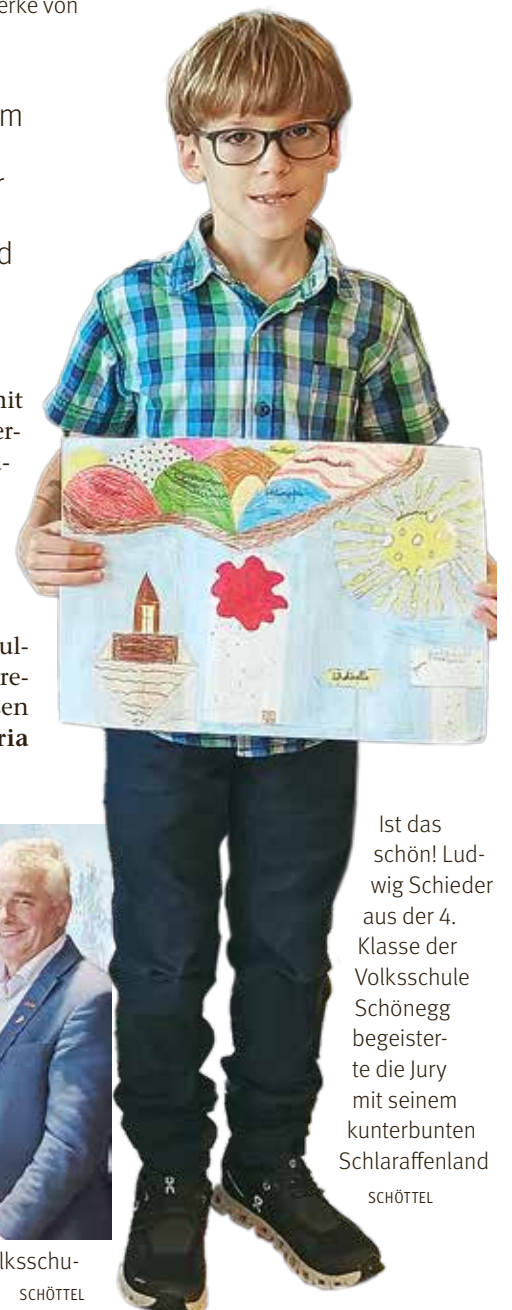 erke von
m
r
d
nit
er-
-
ul-
re-
en
ria
Ist das
schön! Lud-
wig Schieder
aus der 4.
Klasse der
Volksschule
Schönegg
begeister-
te die Jury
mit seinem
kunterbunten
Schlaraffenland
SCHÖTTEL
lksschu-
SCHÖTTEL